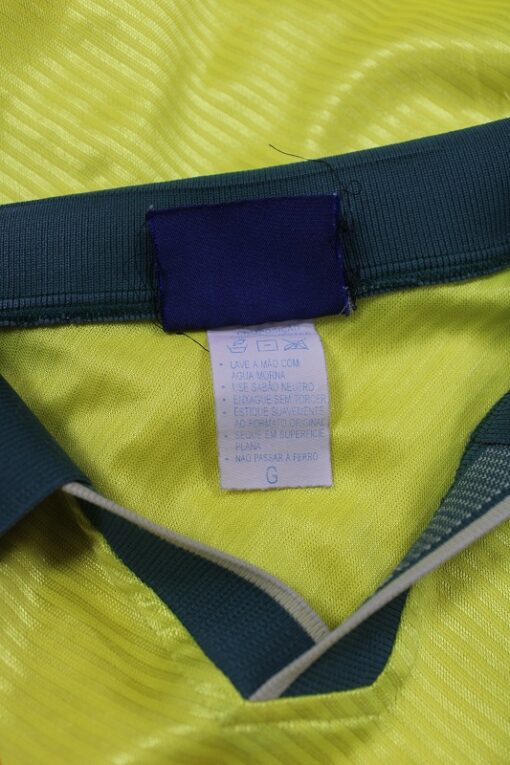 • LAVE A MÃO COM
ÁGUA MORNA
• USE SABÃO NEUTRO
• ENXAGUE SEM TORCER
• ESTIQUE SUAVEMENTE
AO FORMATO ORIGINAL
• SEQUE EM SUPERFÍCIE
PLANA
• NÃO PASSAR A FERRO
G